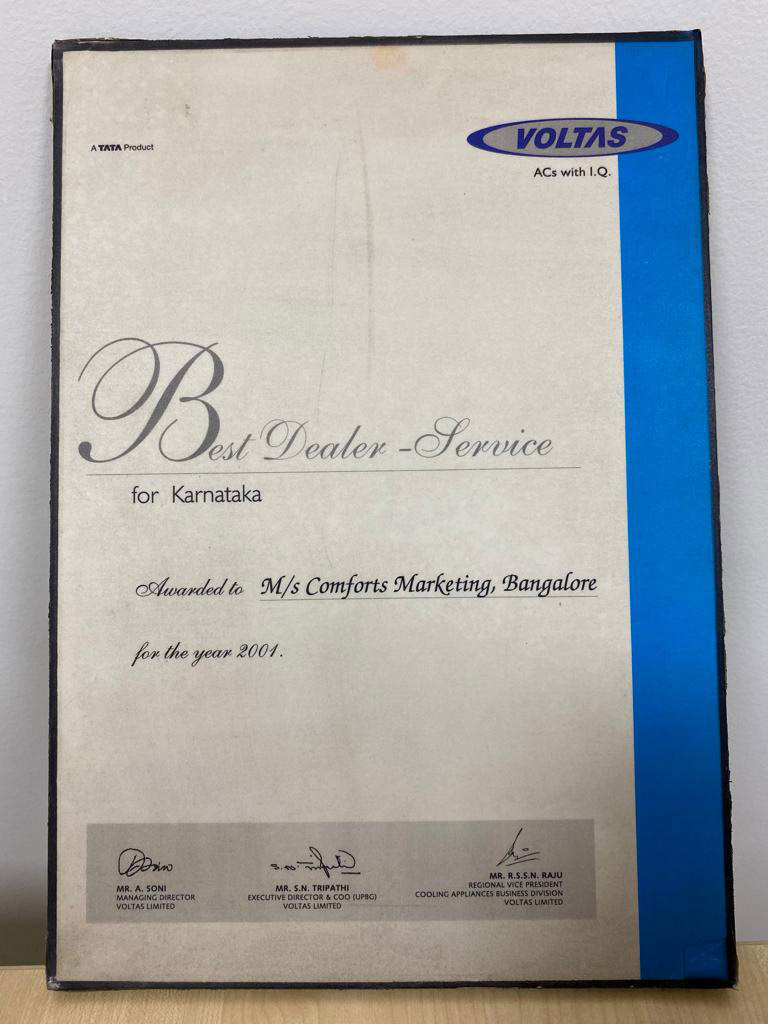 A TATA Product
VOLTAS
ACs with I.Q.
Best Dealer - Service
for Karnataka
Awarded to M/s Comforts Marketing, Bangalore
for the year 2001.
MR. A. SONI
MANAGING DIRECTOR
VOLTAS LIMITED
MR. S.N. TRIPATHI
EXECUTIVE DIRECTOR & COO (UPBG)
VOLTAS LIMITED
MR. R.S.S.N. RAJU
REGIONAL VICE PRESIDENT
COOLING APPLIANCES BUSINESS DIVISION
VOLTAS LIMITED